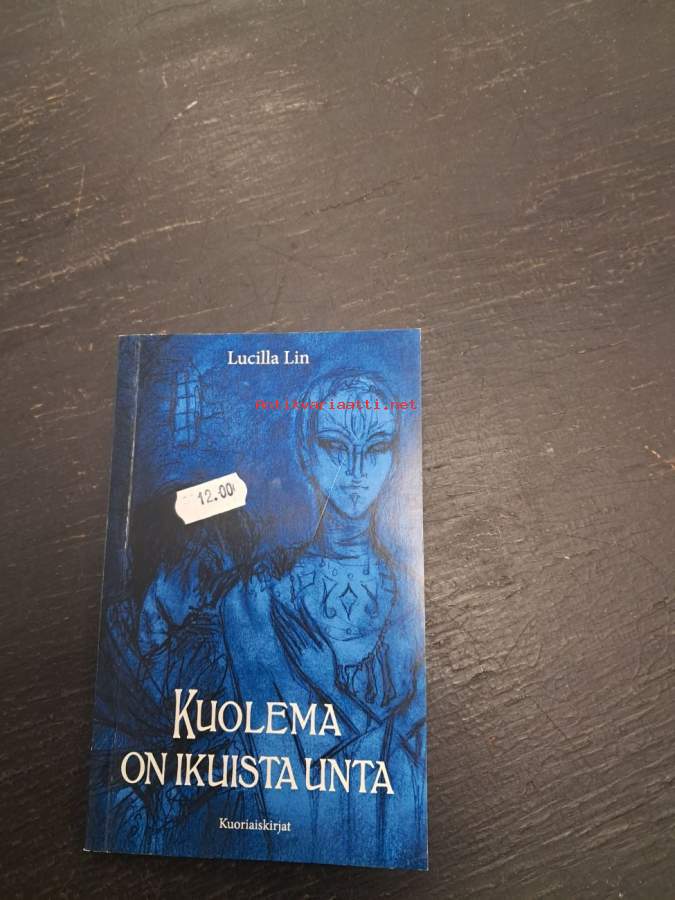 Lucilla Lin
Antikvariaatti.net
12.00
KUOLEMA
ON IKUISTA UNTA
Kuoriaiskirjat